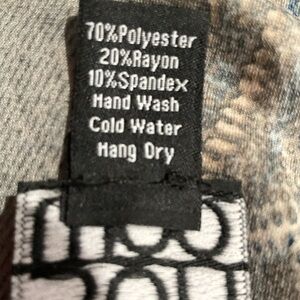 70%Polyester
20%Rayon
10%Spandex
Hand Wash
Cold Water
Hang Dry